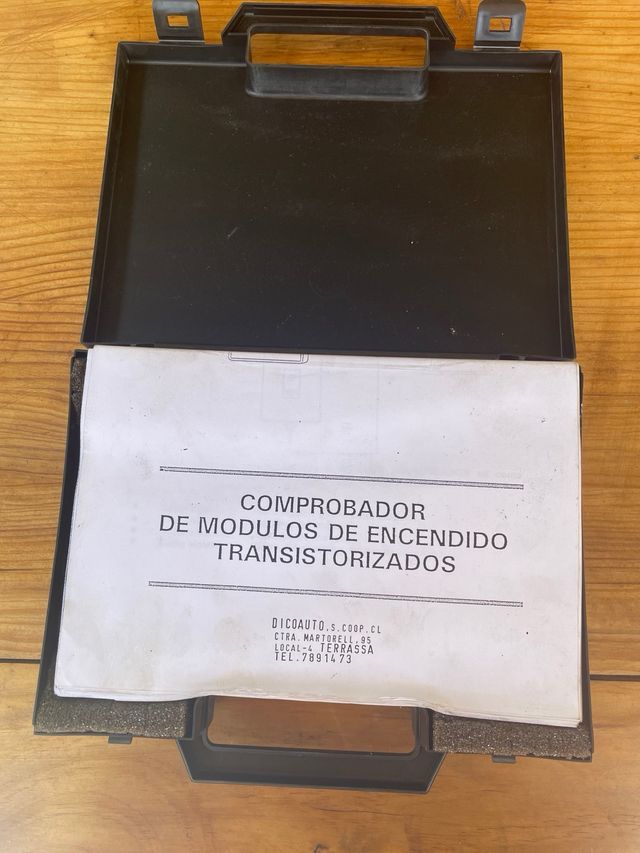 COMPROBADOR
DE MODULOS DE ENCENDIDO
TRANSISTORIZADOS
DICOAUTO, S.COOP.CL
CTRA. MARTORELL, 95
LOCAL-4 TERRASSA
TEL. 7891473